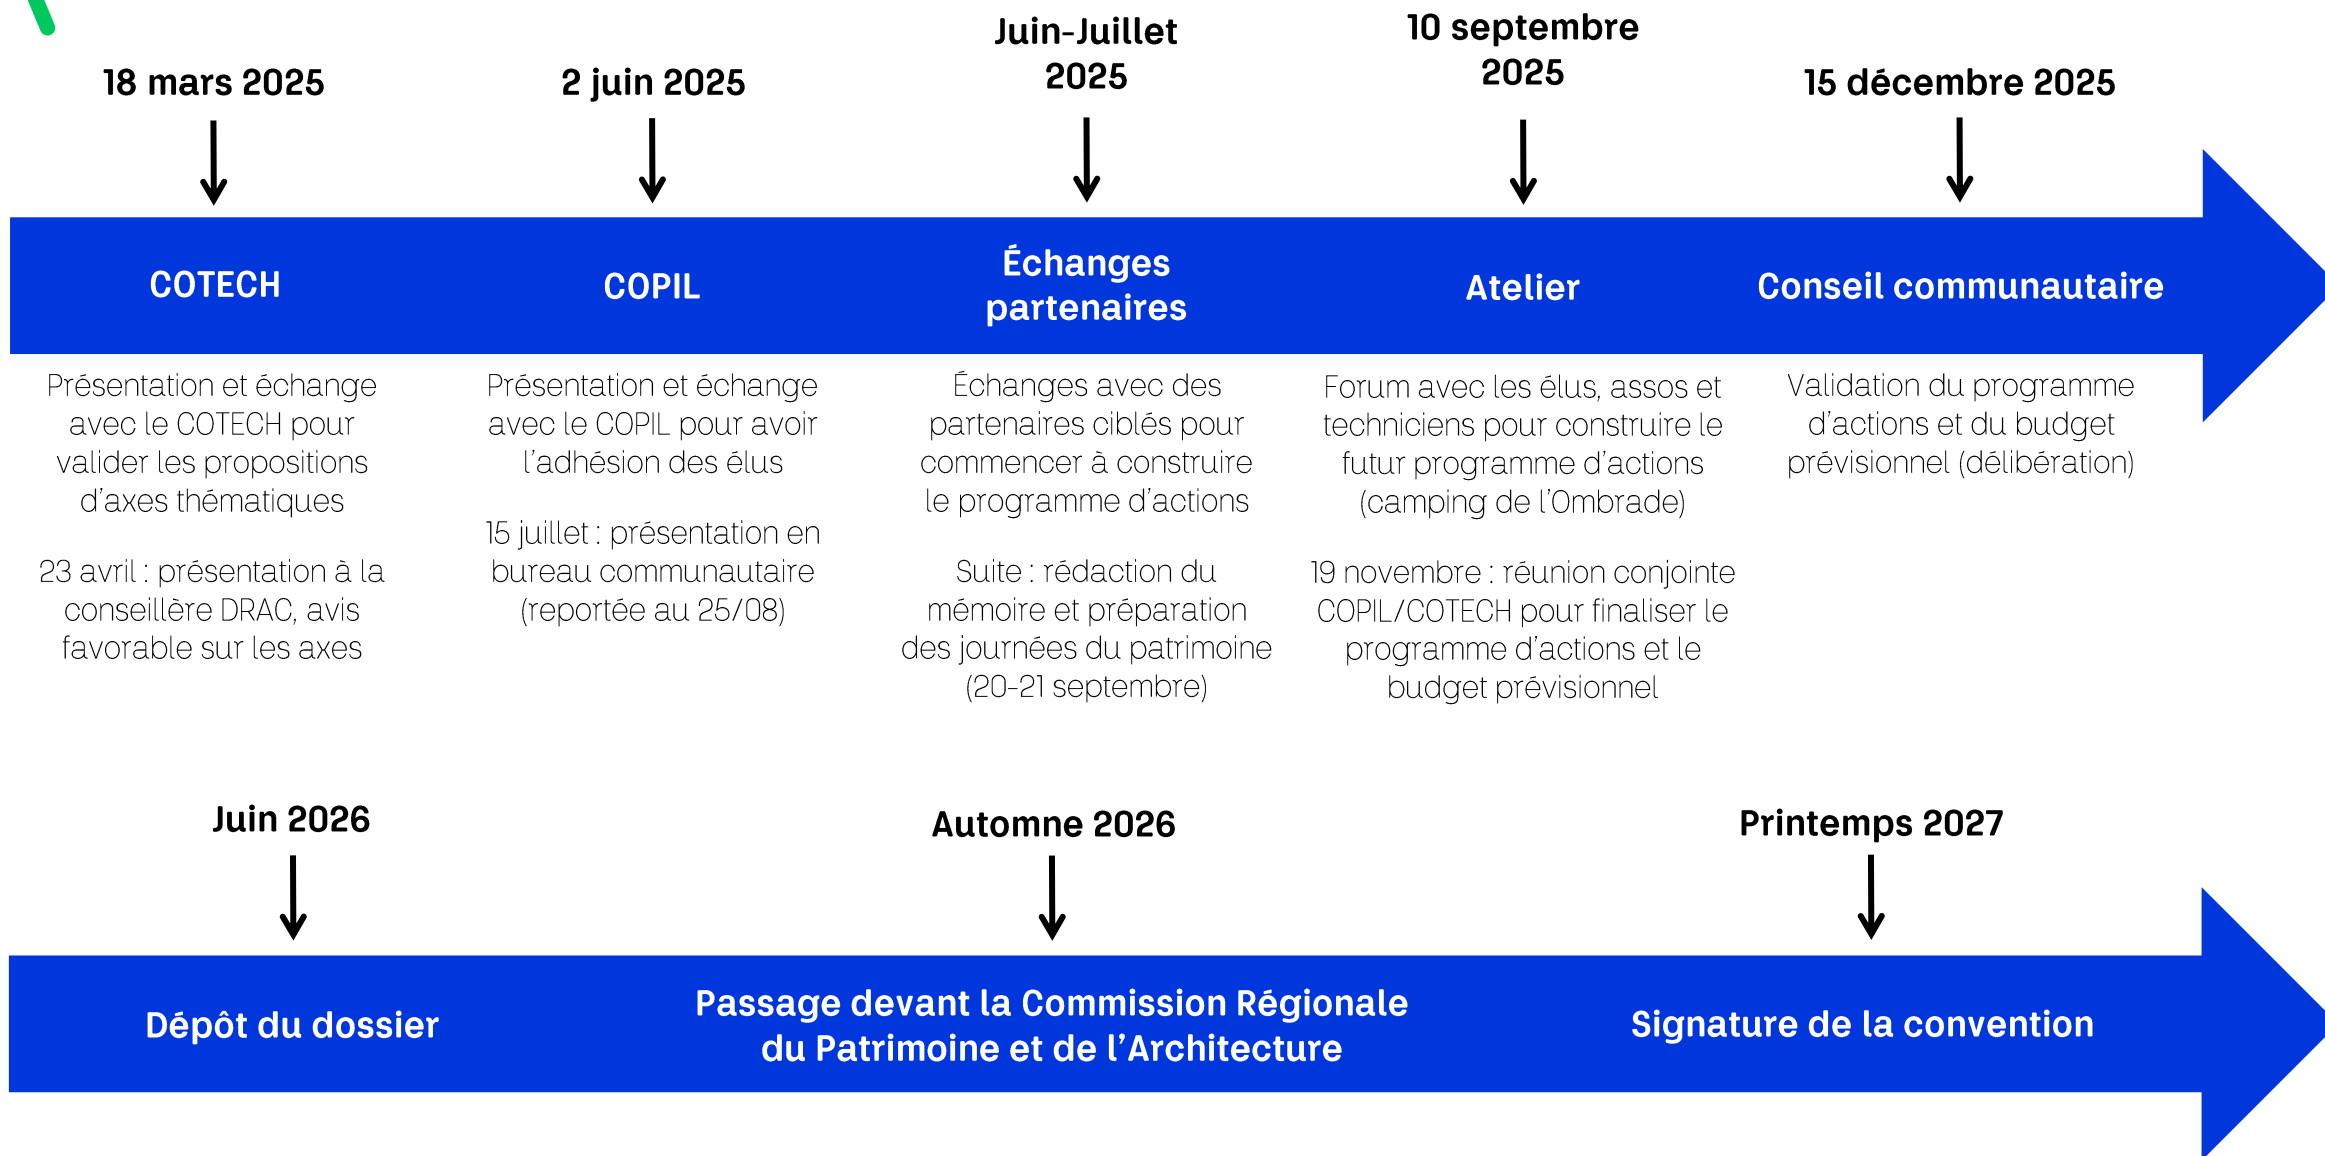 18 mars 2025
COTECH
Présentation et échange
avec le COTECH pour
valider les propositions
d'axes thématiques
23 avril : présentation à la
conseillère DRAC, avis
favorable sur les axes
2 juin 2025
COPIL
Présentation et échange
avec le COPIL pour avoir
l'adhésion des élus
15 juillet : présentation en
bureau communautaire
(reportée au 25/08)
Juin-Juillet
2025
Échanges
partenaires
Échanges avec des
partenaires ciblés pour
commencer à construire
le programme d'actions
Suite : rédaction du
mémoire et préparation
des journées du patrimoine
(20-21 septembre)
10 septembre
2025
Atelier
Forum avec les élus, assos et
techniciens pour construire le
futur programme d'actions
(camping de l'Ombrade)
19 novembre : réunion conjointe
COPIL/COTECH pour finaliser le
programme d'actions et le
budget prévisionnel
15 décembre 2025
Conseil communautaire
Validation du programme
d'actions et du budget
prévisionnel (délibération)
Juin 2026
Dépôt du dossier
Automne 2026
Passage devant la Commission Régionale
du Patrimoine et de l'Architecture
Printemps 2027
Signature de la convention